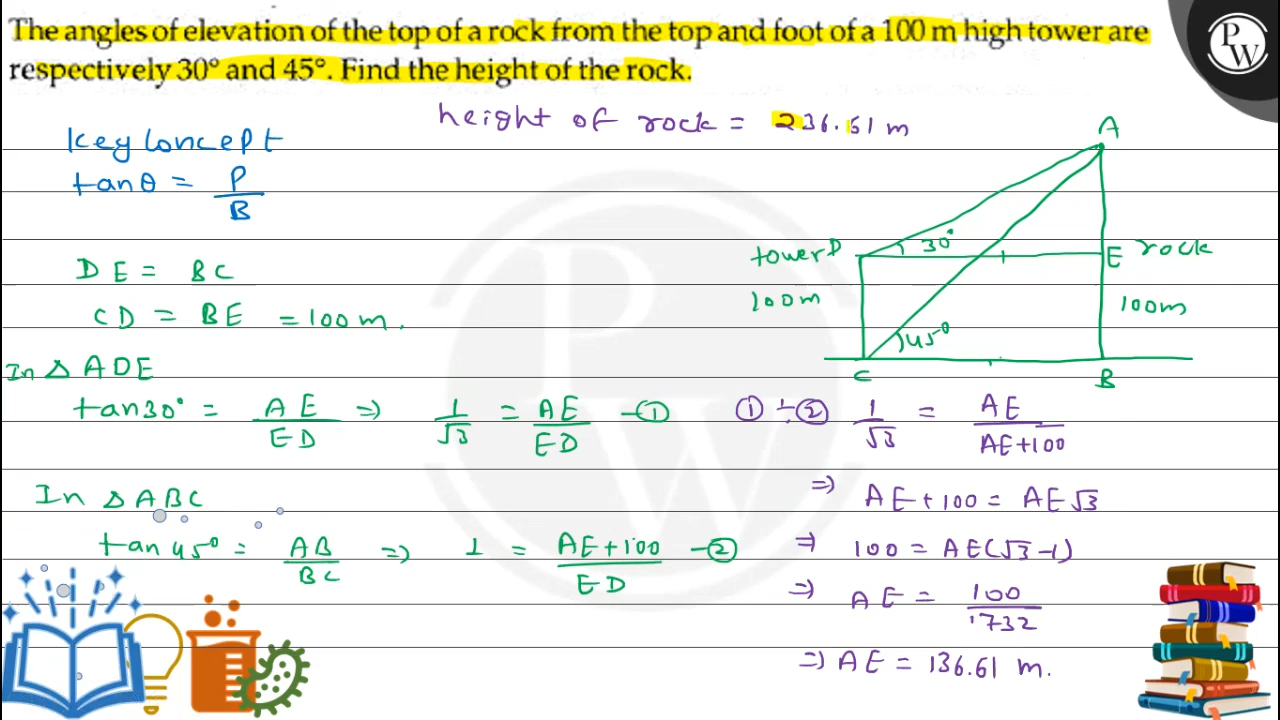 The angles of elevation of the top of a rock from the top and foot of a 100 m high tower are
respectively 30° and 45°. Find the height of the rock.
PW
height of rock = 236.61 m
Key Concept
tanθ = P/B
DE = BC
CD = BE = 100m.
In △ADE
tan30° = AE/ED ⇒ 1/√3 = AE/ED –①
In △ABC
tan45° = AB/BC ⇒ 1 = AE+100/ED –②
A
tower D
30°
E rock
100m
100m
45°
C
B
① ÷ ② 1/√3 = AE/AE+100
⇒ AE+100 = AE√3
⇒ 100 = AE(√3-1)
⇒ AE = 100/.732
⇒ AE = 136.61 m.
PW